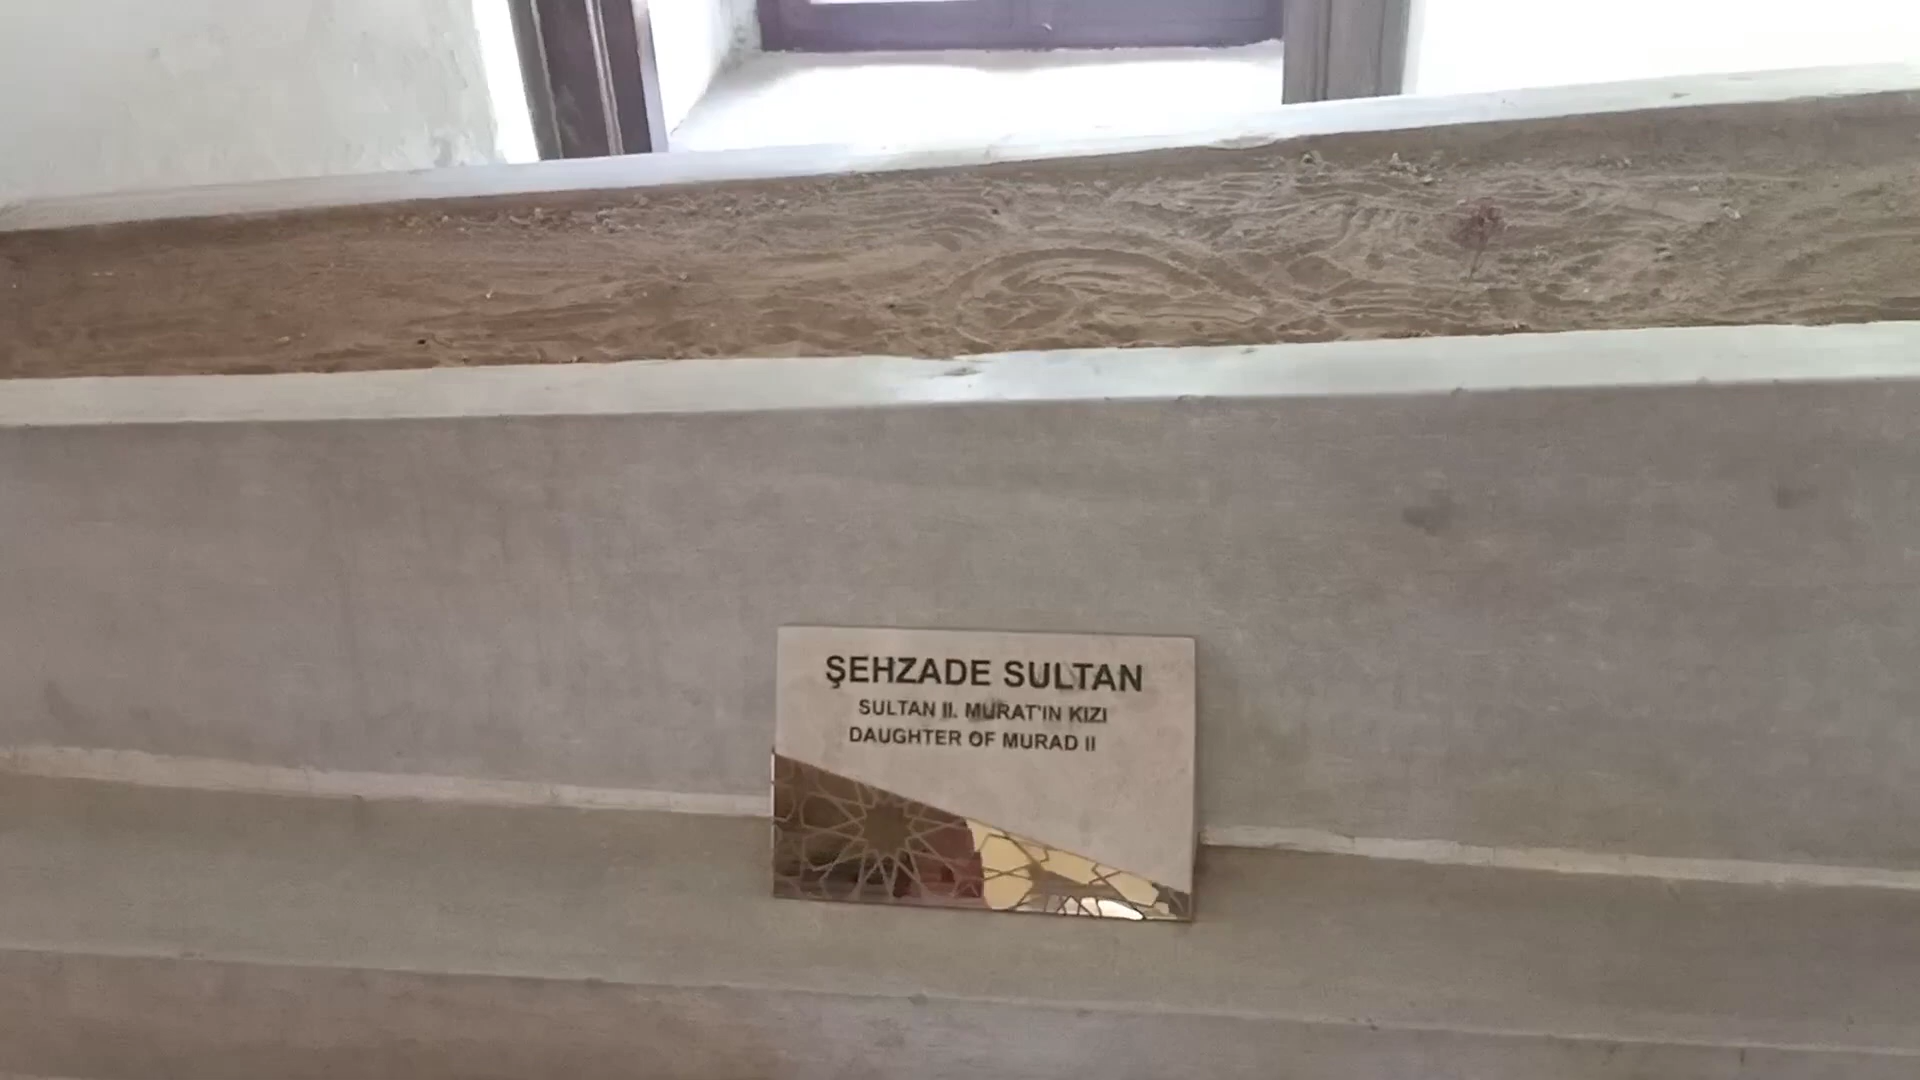 ŞEHZADE SULTAN
SULTAN II. MURAT'IN KIZI
DAUGHTER OF MURAD II